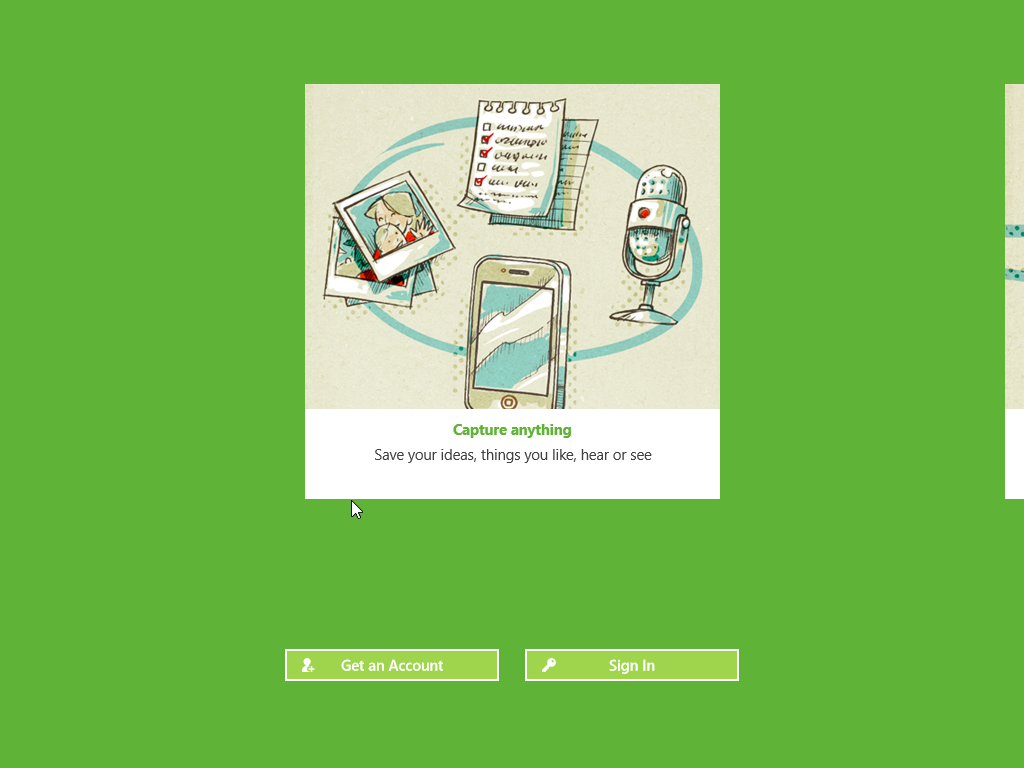 Capture anything
Save your ideas, things you like, hear or see
Get an Account
Sign In